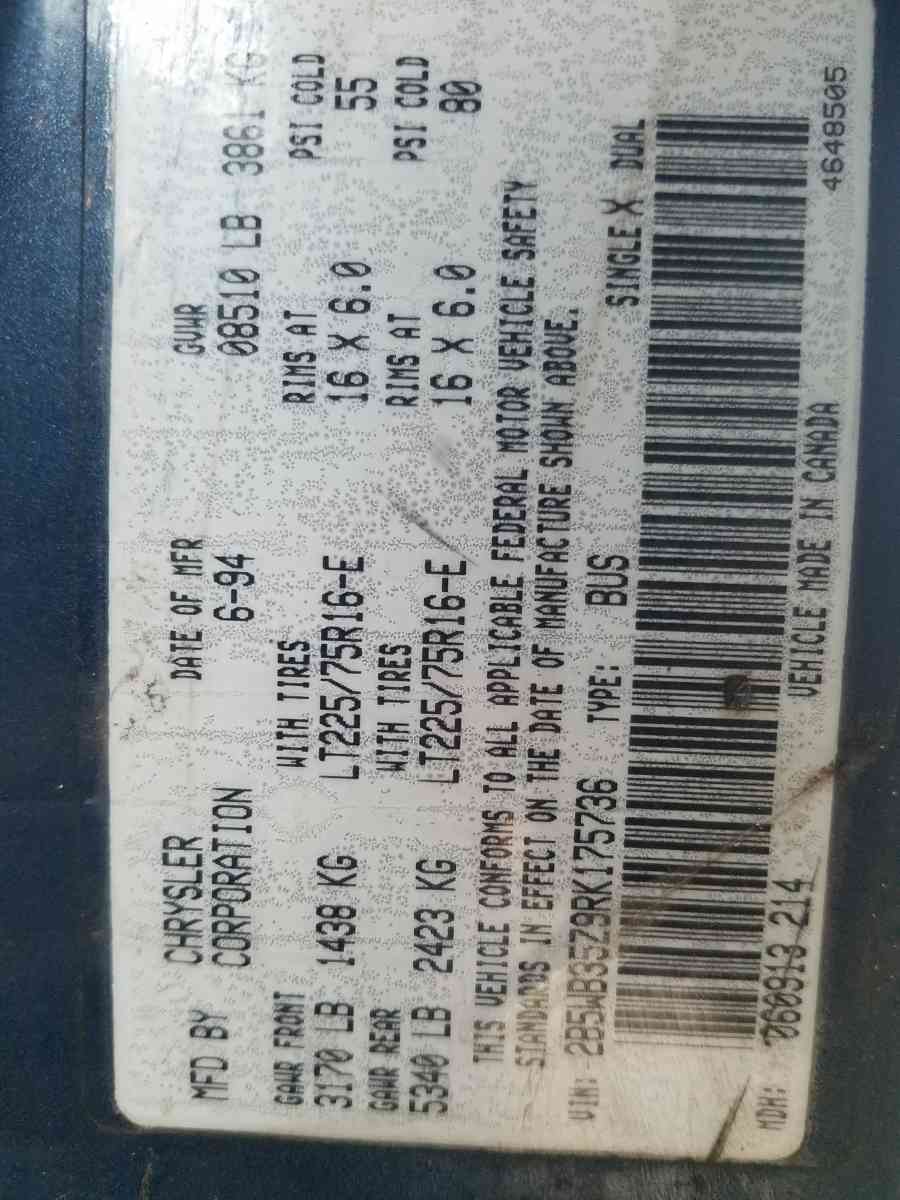 MFD BY CHRYSLER CORPORATION DATE OF MFR 6-94 GVWR 08510 LB 3861 KG
GAWR FRONT WITH TIRES RIMS AT PSI COLD
3170 LB 1438 KG LT225/75R16-E 16 X 6.0 55
GAWR REAR WITH TIRES RIMS AT PSI COLD
5340 LB 2423 KG LT225/75R16-E 16 X 6.0 80
THIS VEHICLE CONFORMS TO ALL APPLICABLE FEDERAL MOTOR VEHICLE SAFETY
STANDARDS IN EFFECT ON THE DATE OF MANUFACTURE SHOWN ABOVE.
VIN: 2B5WB35Z9RK175736 TYPE: BUS SINGLE X DUAL
MDH: 060913 214 VEHICLE MADE IN CANADA 4648505